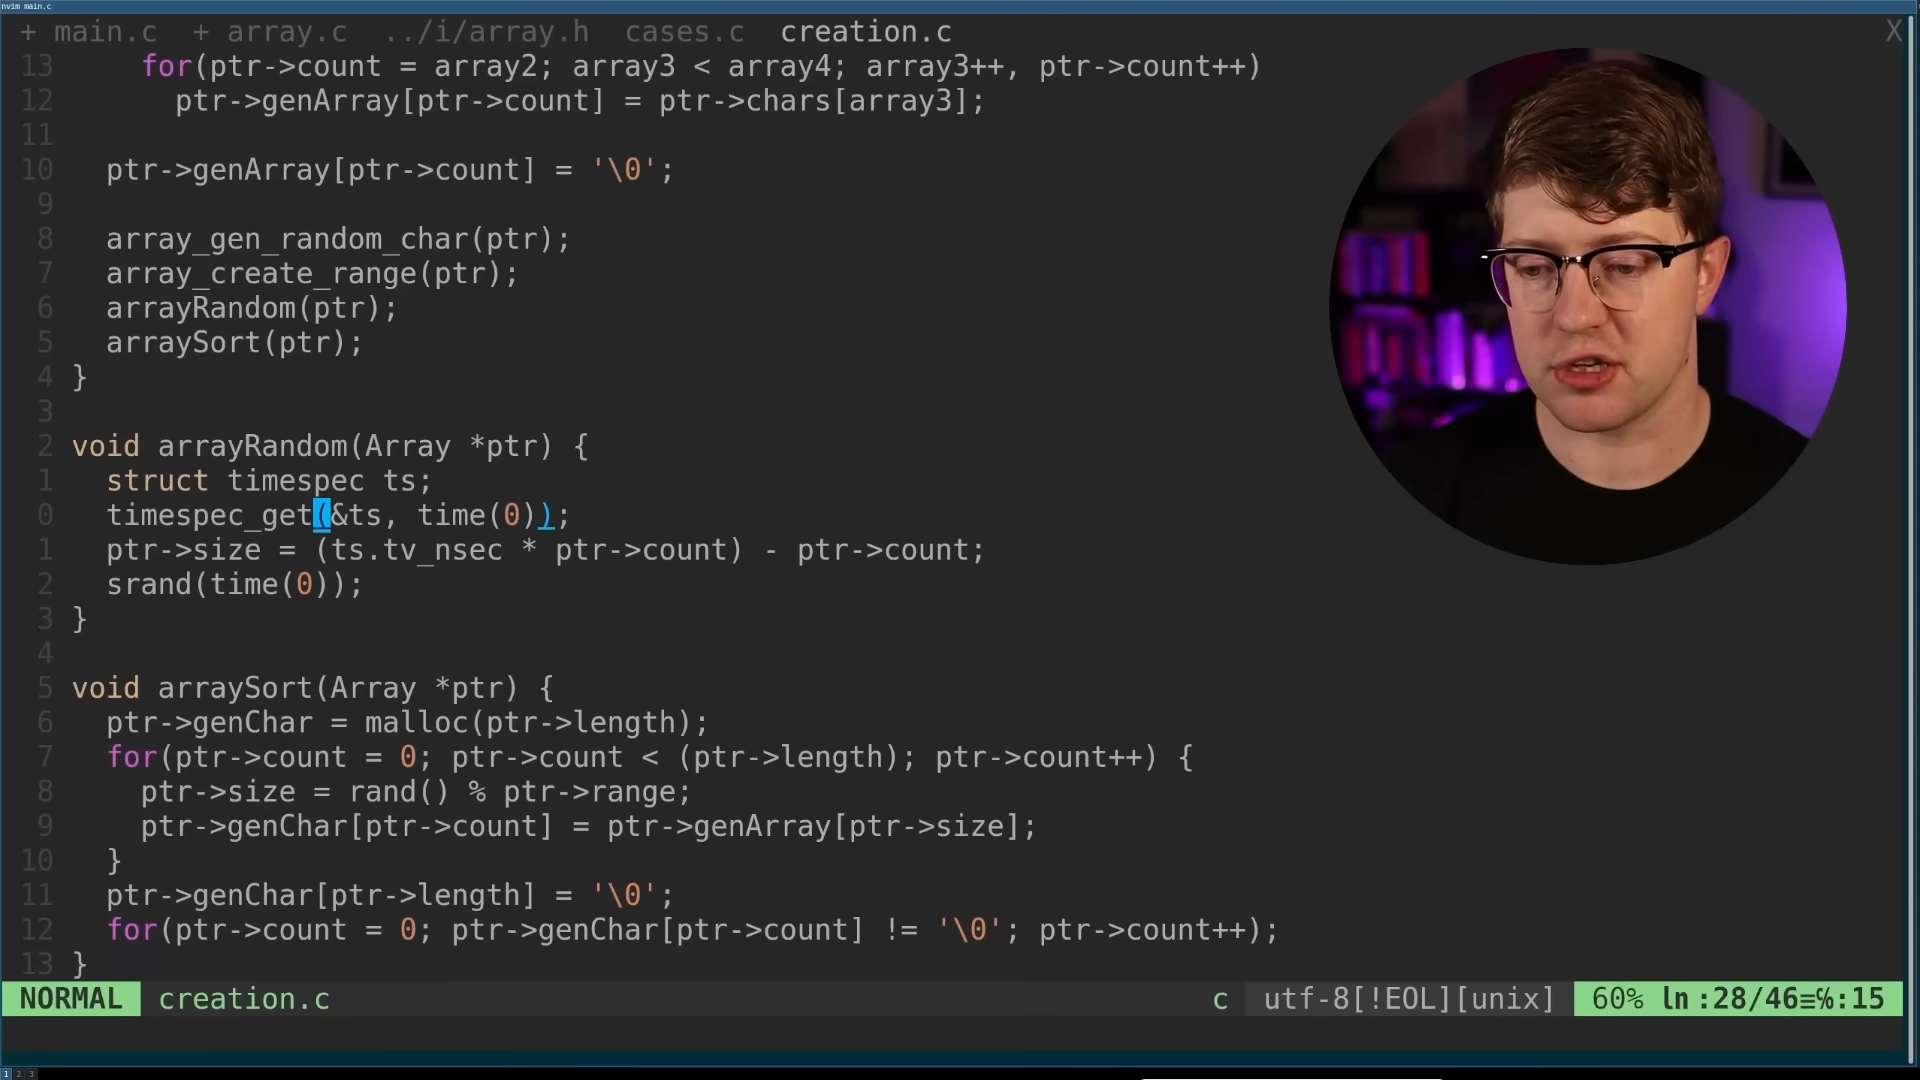 nvim main.c
+ main.c + array.c ../i/array.h cases.c creation.c X
13 for(ptr->count = array2; array3 < array4; array3++, ptr->count++)
12 ptr->genArray[ptr->count] = ptr->chars[array3];
11
10 ptr->genArray[ptr->count] = '\0';
9
8 array_gen_random_char(ptr);
7 array_create_range(ptr);
6 arrayRandom(ptr);
5 arraySort(ptr);
4 }
3
2 void arrayRandom(Array *ptr) {
1 struct timespec ts;
0 timespec_get(&ts, time(0));
1 ptr->size = (ts.tv_nsec * ptr->count) - ptr->count;
2 srand(time(0));
3 }
4
5 void arraySort(Array *ptr) {
6 ptr->genChar = malloc(ptr->length);
7 for(ptr->count = 0; ptr->count < (ptr->length); ptr->count++) {
8 ptr->size = rand() % ptr->range;
9 ptr->genChar[ptr->count] = ptr->genArray[ptr->size];
10 }
11 ptr->genChar[ptr->length] = '\0';
12 for(ptr->count = 0; ptr->genChar[ptr->count] != '\0'; ptr->count++);
13 }
NORMAL creation.c c utf-8[!EOL][unix] 60% ln :28/46≡℅:15
1 2 3